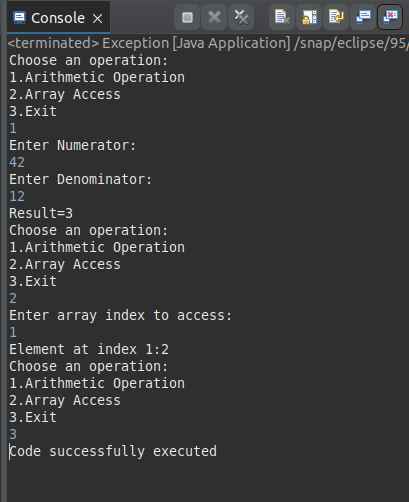 Console
<terminated> Exception [Java Application] /snap/eclipse/95/
Choose an operation:
1.Arithmetic Operation
2.Array Access
3.Exit
1
Enter Numerator:
42
Enter Denominator:
12
Result=3
Choose an operation:
1.Arithmetic Operation
2.Array Access
3.Exit
2
Enter array index to access:
1
Element at index 1:2
Choose an operation:
1.Arithmetic Operation
2.Array Access
3.Exit
3
Code successfully executed